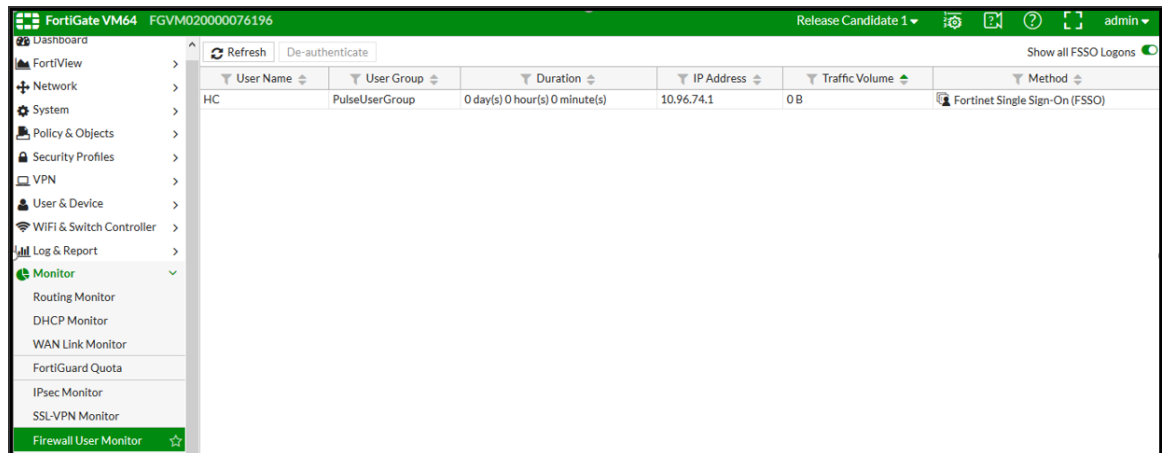 FortiGate VM64 FGVM020000076196 Release Candidate 1 admin
Dashboard
FortiView
Network
System
Policy & Objects
Security Profiles
VPN
User & Device
WiFi & Switch Controller
Log & Report
Monitor
Routing Monitor
DHCP Monitor
WAN Link Monitor
FortiGuard Quota
IPsec Monitor
SSL-VPN Monitor
Firewall User Monitor
Refresh De-authenticate Show all FSSO Logons
User Name User Group Duration IP Address Traffic Volume Method
HC PulseUserGroup 0 day(s) 0 hour(s) 0 minute(s) 10.96.74.1 0 B Fortinet Single Sign-On (FSSO)